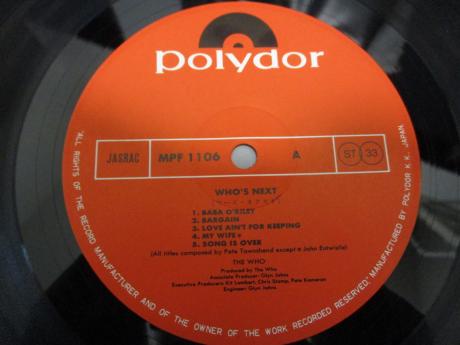 polydor
JASRAC MPF 1106 A ST 33
WHO'S NEXT
1. BABA O'RILEY
2. BARGAIN
3. LOVE AIN'T FOR KEEPING
4. MY WIFE *
5. SONG IS OVER
(All titles composed by Pete Townshend except * John Entwistle)
THE WHO
Produced by The Who
Associate Producer: Glyn Johns
Executive Producers Kit Lambert, Chris Stamp, Pete Kameron
Engineer: Glyn Johns
"ALL RIGHTS OF THE RECORD MANUFACTURER AND OF THE OWNER OF THE WORK RECORDED RESERVED" MANUFACTURED BY POLYDOR K.K., JAPAN.